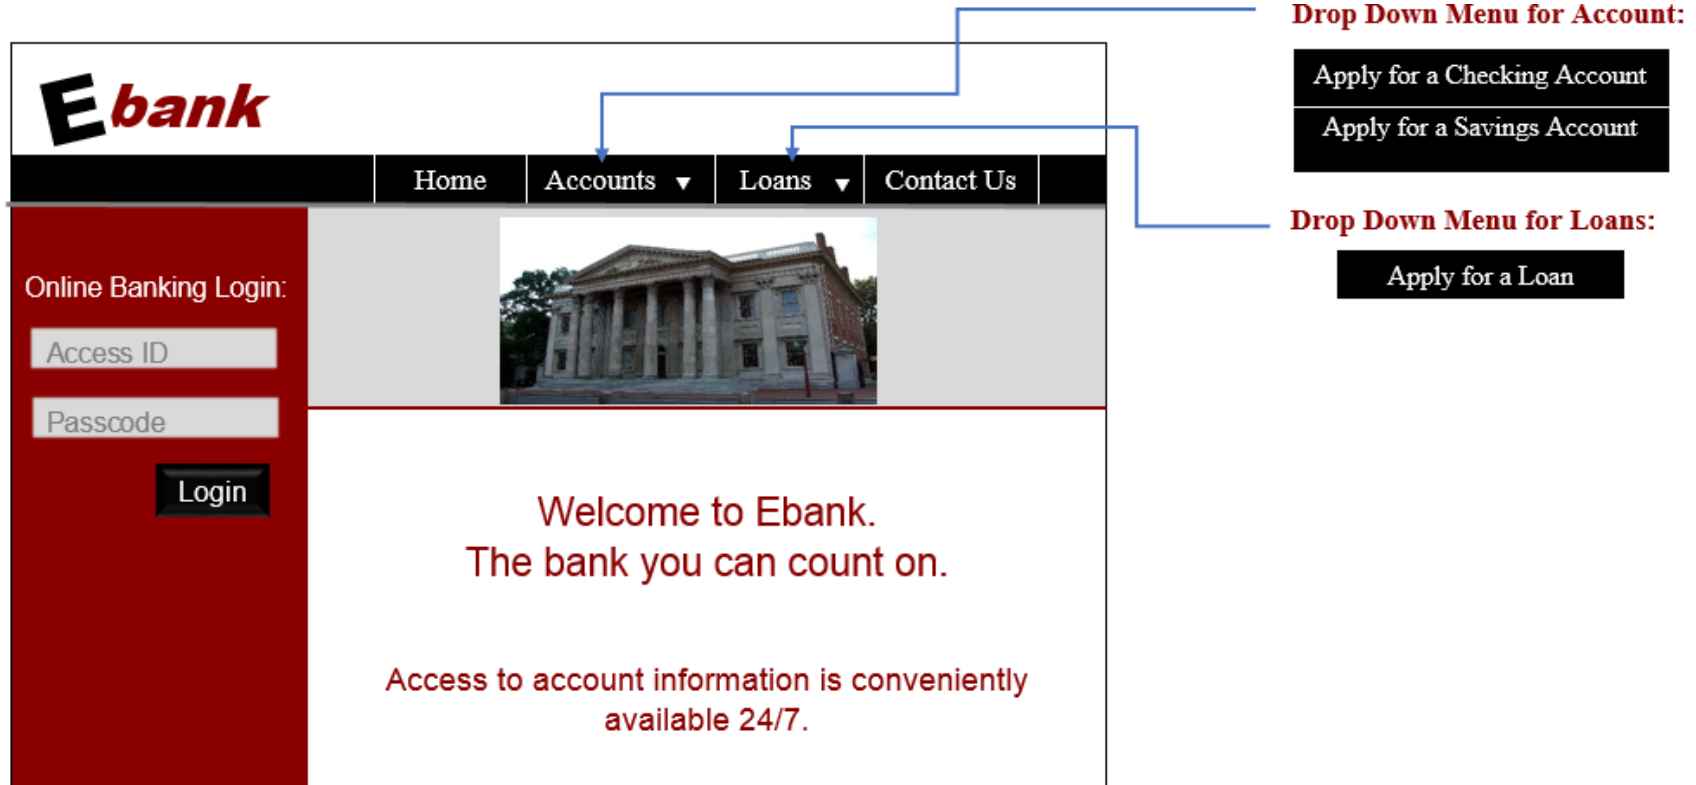 Drop Down Menu for Account:
Apply for a Checking Account
Apply for a Savings Account
Ebank
Home Accounts ▼ Loans ▼ Contact Us
Drop Down Menu for Loans:
Apply for a Loan
Online Banking Login:
Access ID
Passcode
Login
Welcome to Ebank.
The bank you can count on.
Access to account information is conveniently
available 24/7.